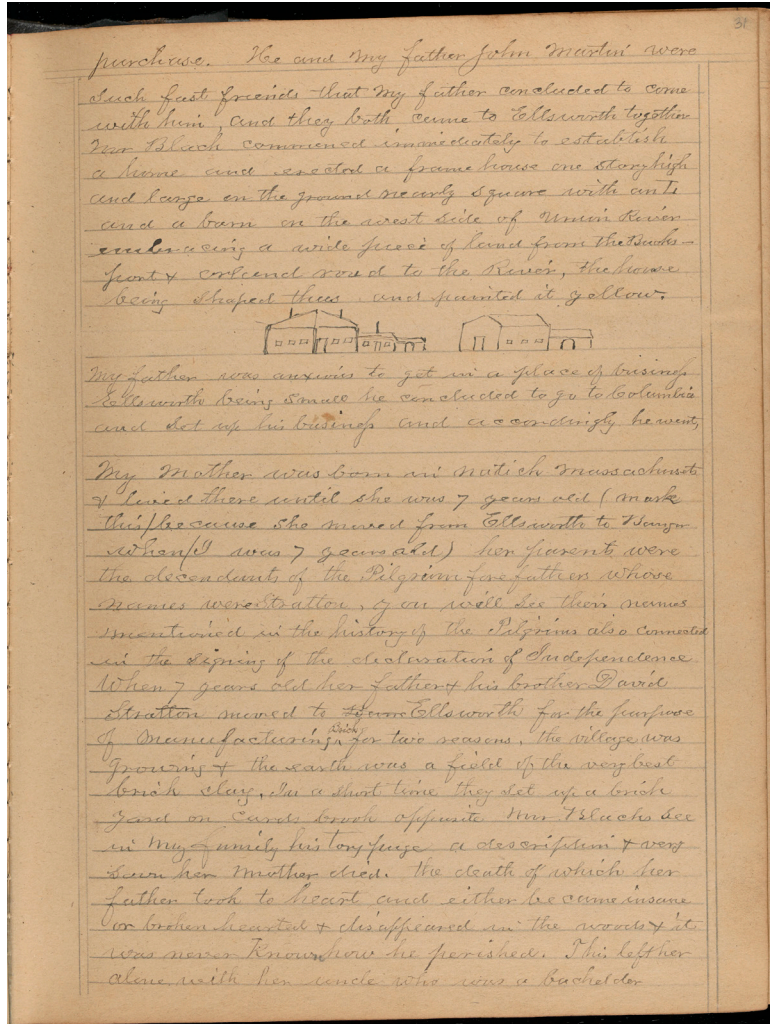 31
purchase. He and my father John Martin were
such fast friends that my father concluded to come
with him, and they both came to Ellsworth together
Mr Black commenced immediately to establish
a home and erected a frame house one story high
and large on the ground nearly square with an L
and a barn on the west side of Union River
embracing a wide piece of land from the Bucks-
port & orland road to the River, the house
being shaped thus and painted it yellow.
My father was anxious to get in a place of business
Ellsworth being small he concluded to go to Columbia
and set up his business and accordingly he went,
My Mother was born in natick Massachusetts
& lived there until she was 7 years old (mark
this/because she moved from Ellsworth to Bangor
when/I was 7 years old) her parents were
the decendants of the Pilgrim forefathers whose
names were Stratton, you will see their names
mentioned in the history of the Pilgrims also connected
in the signing of the declaration of Independence
When 7 years old her father & his brother David
Stratton moved to Ellsworth for the purpose
of manufacturing Brick for two reasons, the village was
growing & the earth was a field of the very best
brick clay, In a short time they set up a brick
yard on cards brook opposite Mr Blacks see
in my family history page a description & very
soon her mother died. the death of which her
father took to heart and either became insane
or broken hearted & disappeared in the woods & it
was never Known how he perished. This left her
alone with her uncle who was a bachelder